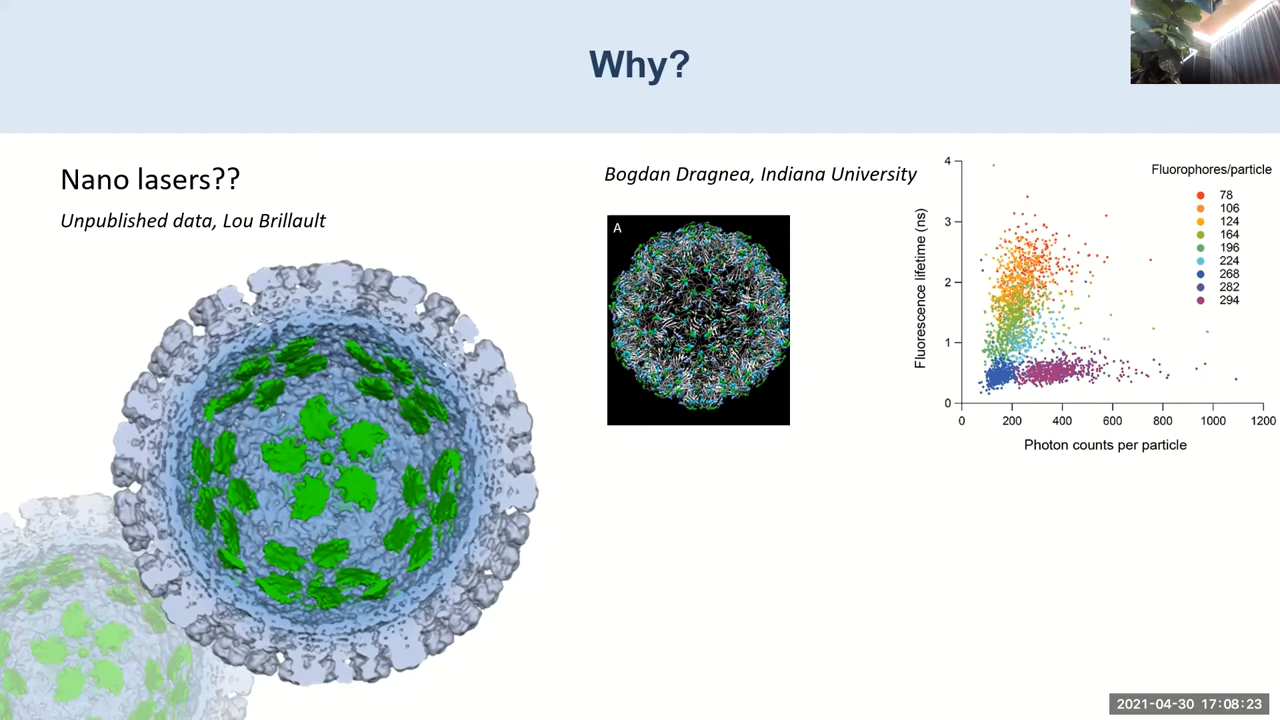 Why?
Nano lasers??
Unpublished data, Lou Brillault
Bogdan Dragnea, Indiana University
A
Fluorescence lifetime (ns)
4
3
2
1
0
0
200
400
600
800
1000
1200
Photon counts per particle
Fluorophores/particle
78
106
124
164
196
224
268
282
294
2021-04-30 17:08:23